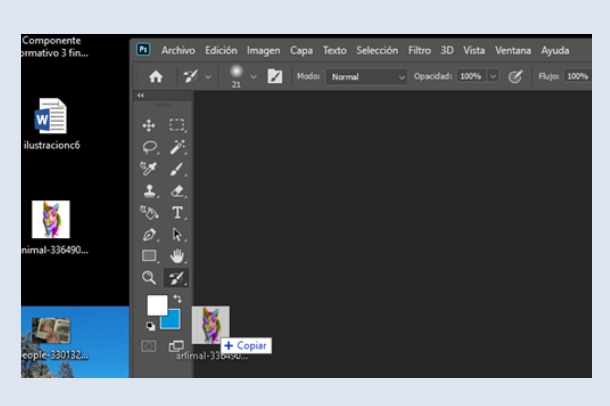 Componente
ormativo 3 fin...
ilustracionc6
nimal-336490...
eople-330132...
Ps Archivo Edición Imagen Capa Texto Selección Filtro 3D Vista Ventana Ayuda
21 Modo: Normal Opacidad: 100% Flujo: 100%
T
+ Copiar
animal-336490...